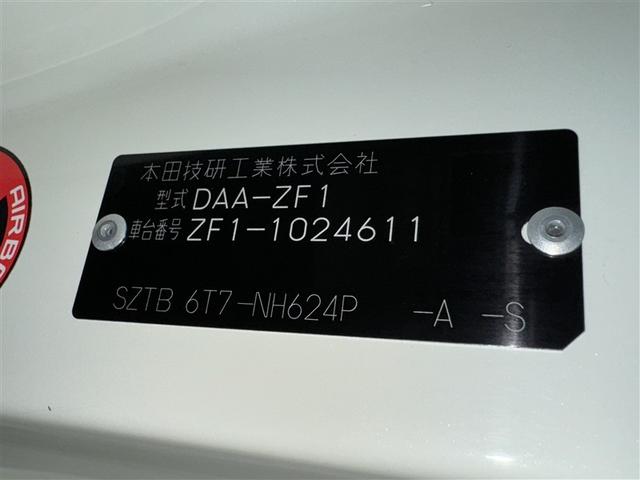 本田技研工業株式会社
型式 DAA-ZF1
車台番号 ZF1-1024611
SZTB 6T7-NH624P -A -S
AIRB